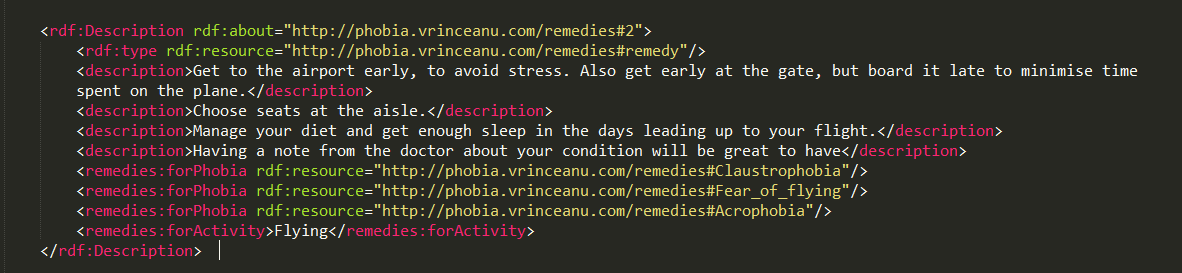 <rdf:Description rdf:about="http://phobia.vrinceanu.com/remedies#2">
<rdf:type rdf:resource="http://phobia.vrinceanu.com/remedies#remedy"/>
<description>Get to the airport early, to avoid stress. Also get early at the gate, but board it late to minimise time
spent on the plane.</description>
<description>Choose seats at the aisle.</description>
<description>Manage your diet and get enough sleep in the days leading up to your flight.</description>
<description>Having a note from the doctor about your condition will be great to have</description>
<remedies:forPhobia rdf:resource="http://phobia.vrinceanu.com/remedies#Claustrophobia"/>
<remedies:forPhobia rdf:resource="http://phobia.vrinceanu.com/remedies#Fear_of_flying"/>
<remedies:forPhobia rdf:resource="http://phobia.vrinceanu.com/remedies#Acrophobia"/>
<remedies:forActivity>Flying</remedies:forActivity>
</rdf:Description>